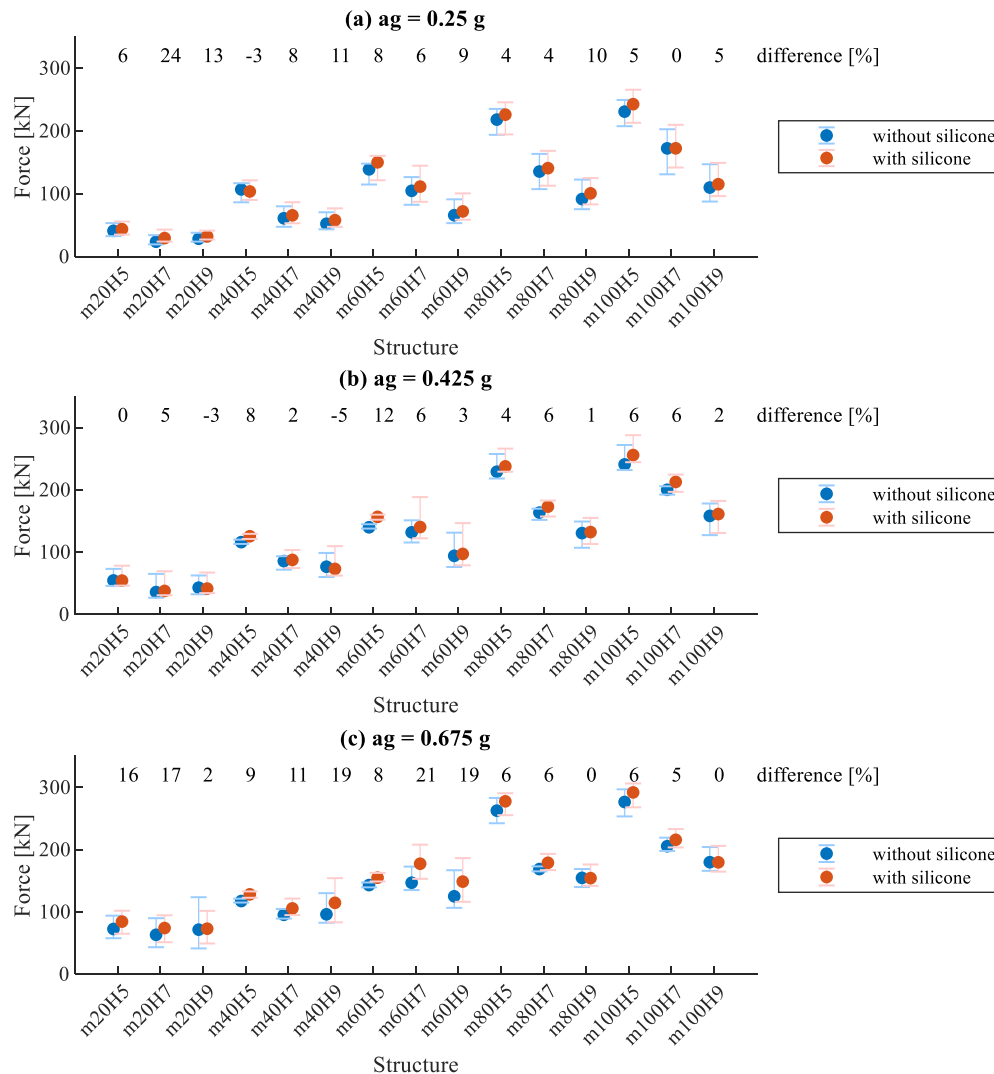 (a) ag = 0.25 g
6 24 13 -3 8 11 8 6 9 4 4 10 5 0 5 difference [%]
300
200
100
0
Force [kN]
without silicone
with silicone
m20H5 m20H7 m20H9 m40H5 m40H7 m40H9 m60H5 m60H7 m60H9 m80H5 m80H7 m80H9 m100H5 m100H7 m100H9
Structure
(b) ag = 0.425 g
0 5 -3 8 2 -5 12 6 3 4 6 1 6 6 2 difference [%]
300
200
100
0
Force [kN]
without silicone
with silicone
m20H5 m20H7 m20H9 m40H5 m40H7 m40H9 m60H5 m60H7 m60H9 m80H5 m80H7 m80H9 m100H5 m100H7 m100H9
Structure
(c) ag = 0.675 g
16 17 2 9 11 19 8 21 19 6 6 0 6 5 0 difference [%]
300
200
100
0
Force [kN]
without silicone
with silicone
m20H5 m20H7 m20H9 m40H5 m40H7 m40H9 m60H5 m60H7 m60H9 m80H5 m80H7 m80H9 m100H5 m100H7 m100H9
Structure